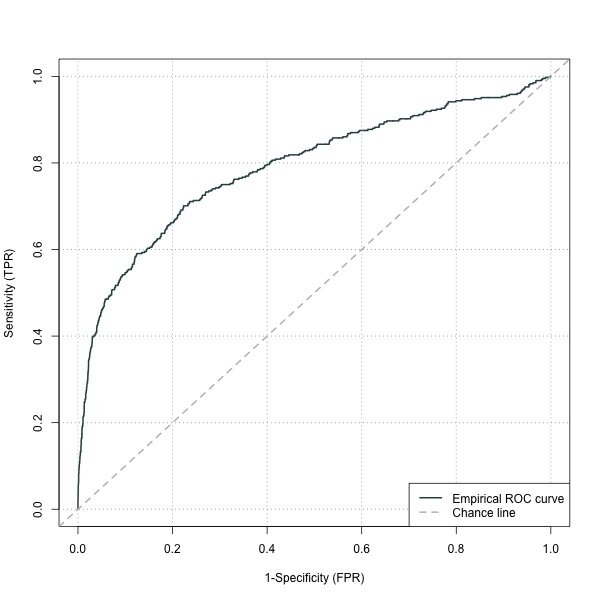 1.0
0.8
0.6
0.4
0.2
0.0
Sensitivity (TPR)
Empirical ROC curve
Chance line
0.0 0.2 0.4 0.6 0.8 1.0
1-Specificity (FPR)